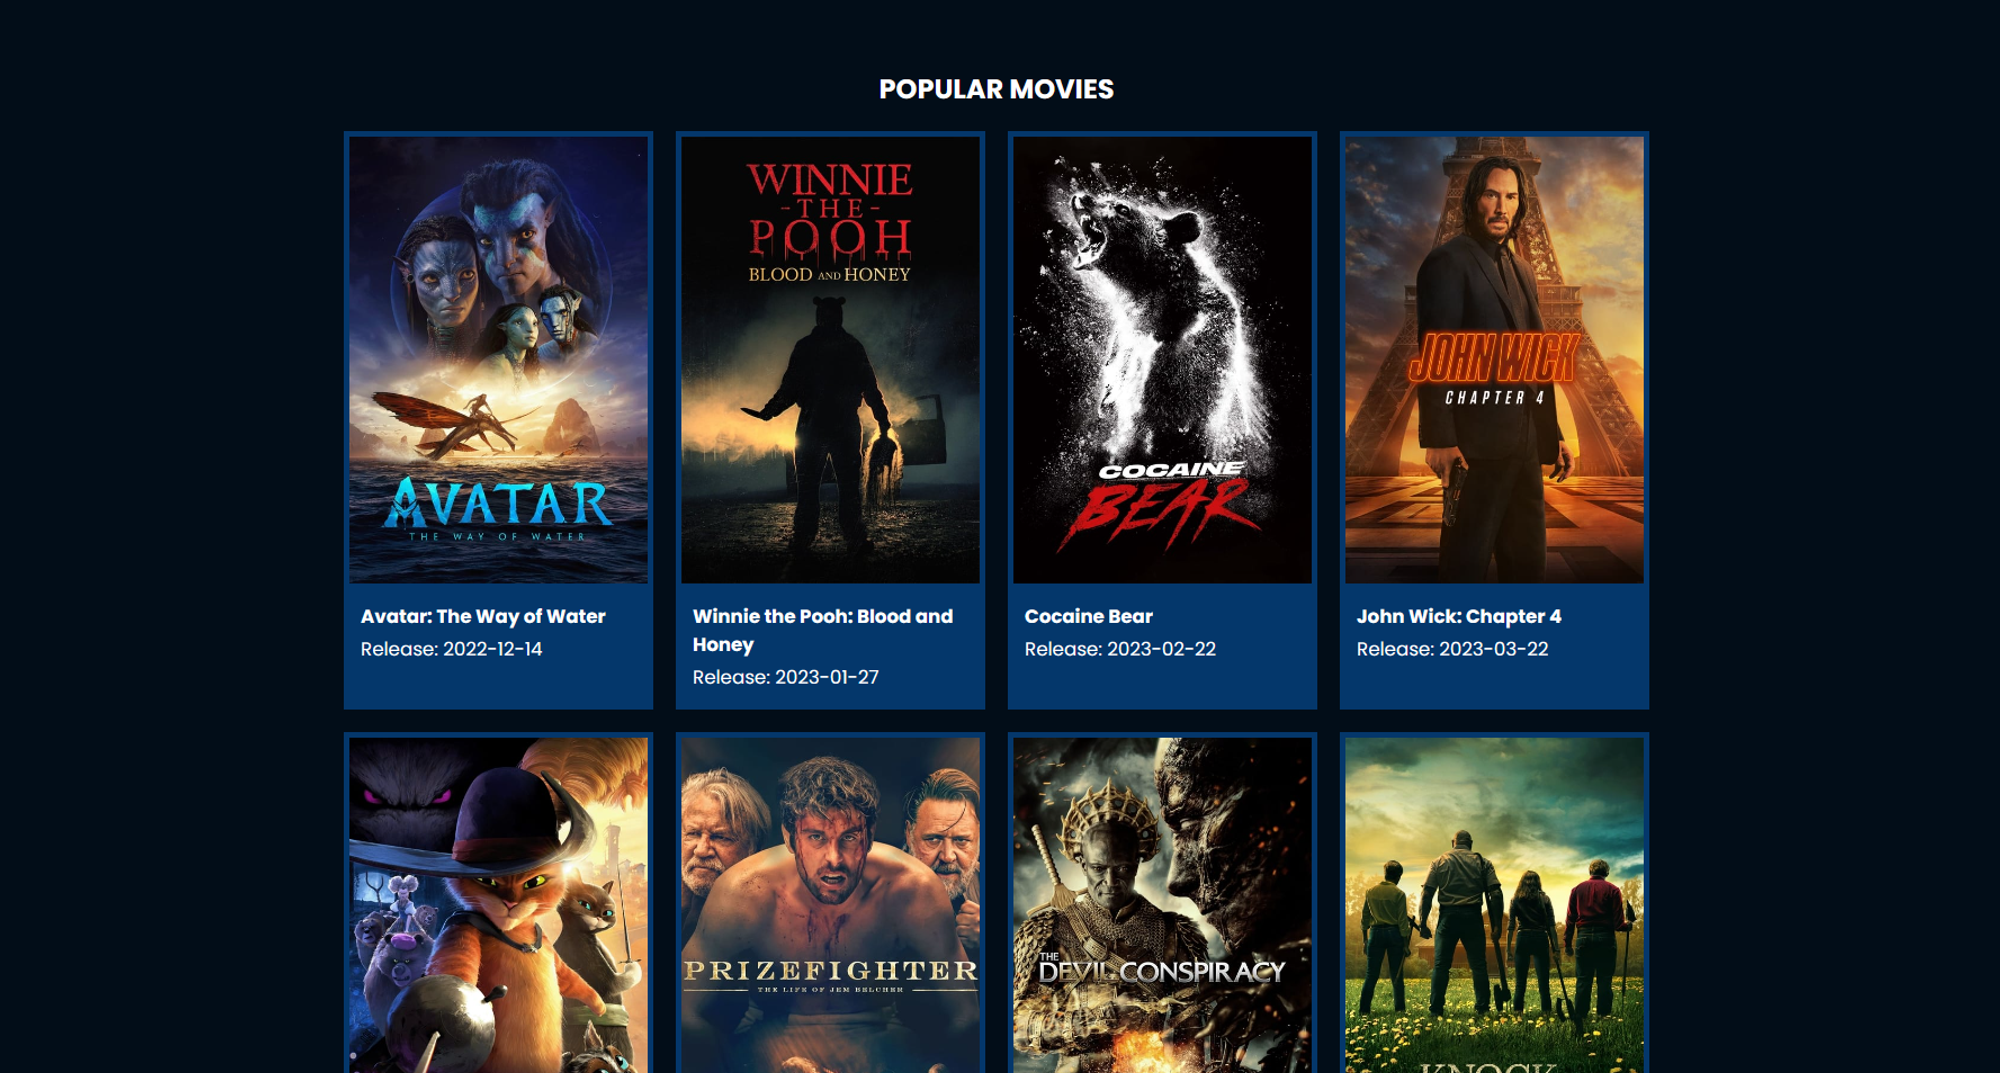 POPULAR MOVIES
AVATAR
THE WAY OF WATER
WINNIE
-THE-
POOH
BLOOD AND HONEY
COCAINE
BEAR
JOHN WICK
CHAPTER 4
Avatar: The Way of Water
Release: 2022-12-14
Winnie the Pooh: Blood and
Honey
Release: 2023-01-27
Cocaine Bear
Release: 2023-02-22
John Wick: Chapter 4
Release: 2023-03-22
PRIZEFIGHTER
THE LIFE OF JEM BELCHER
THE
DEVIL CONSPIRACY
KNOCK